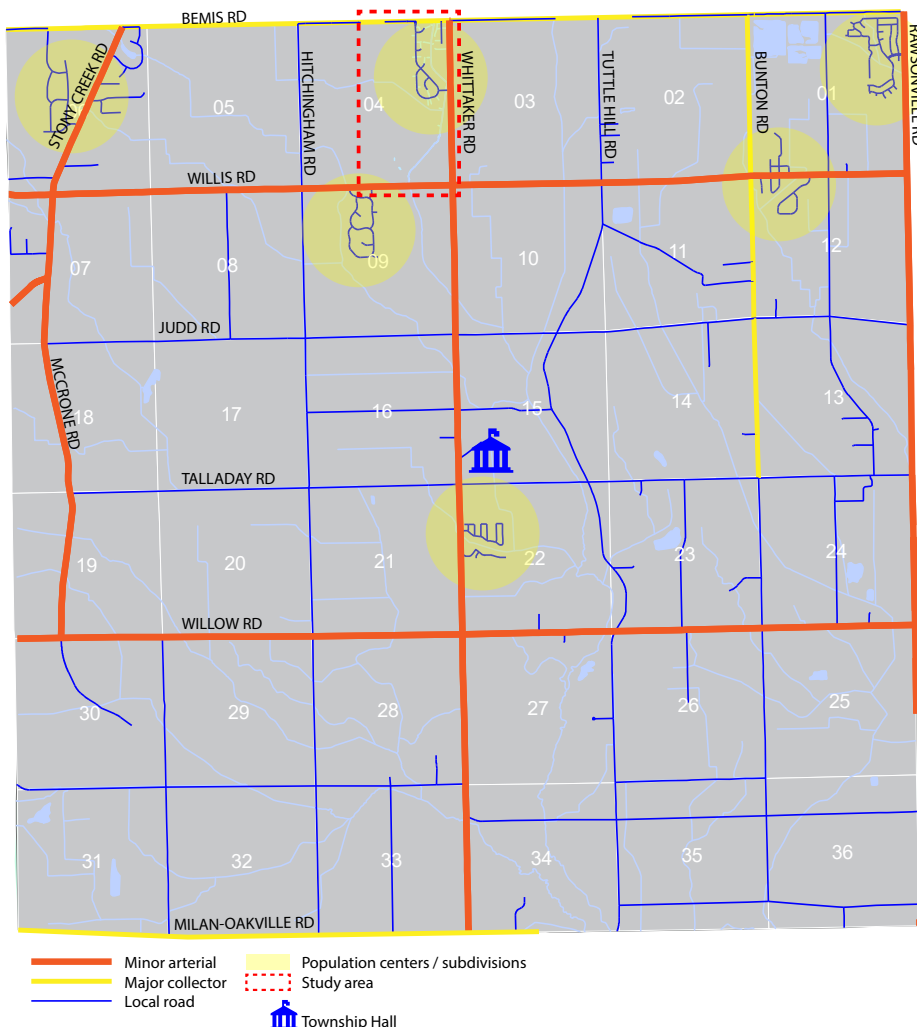 BEMIS RD
STONY CREEK RD
HITCHINGHAM RD
WHITTAKER RD
TUTTLE HILL RD
BUNTON RD
RAWSONVILLE RD
05
04
03
02
01
WILLIS RD
07
08
09
10
11
12
JUDD RD
MCCRONE RD
18
17
16
15
14
13
TALLADAY RD
19
20
21
22
23
24
WILLOW RD
30
29
28
27
26
25
31
32
33
34
35
36
MILAN-OAKVILLE RD
Minor arterial
Major collector
Local road
Population centers / subdivisions
Study area
Township Hall